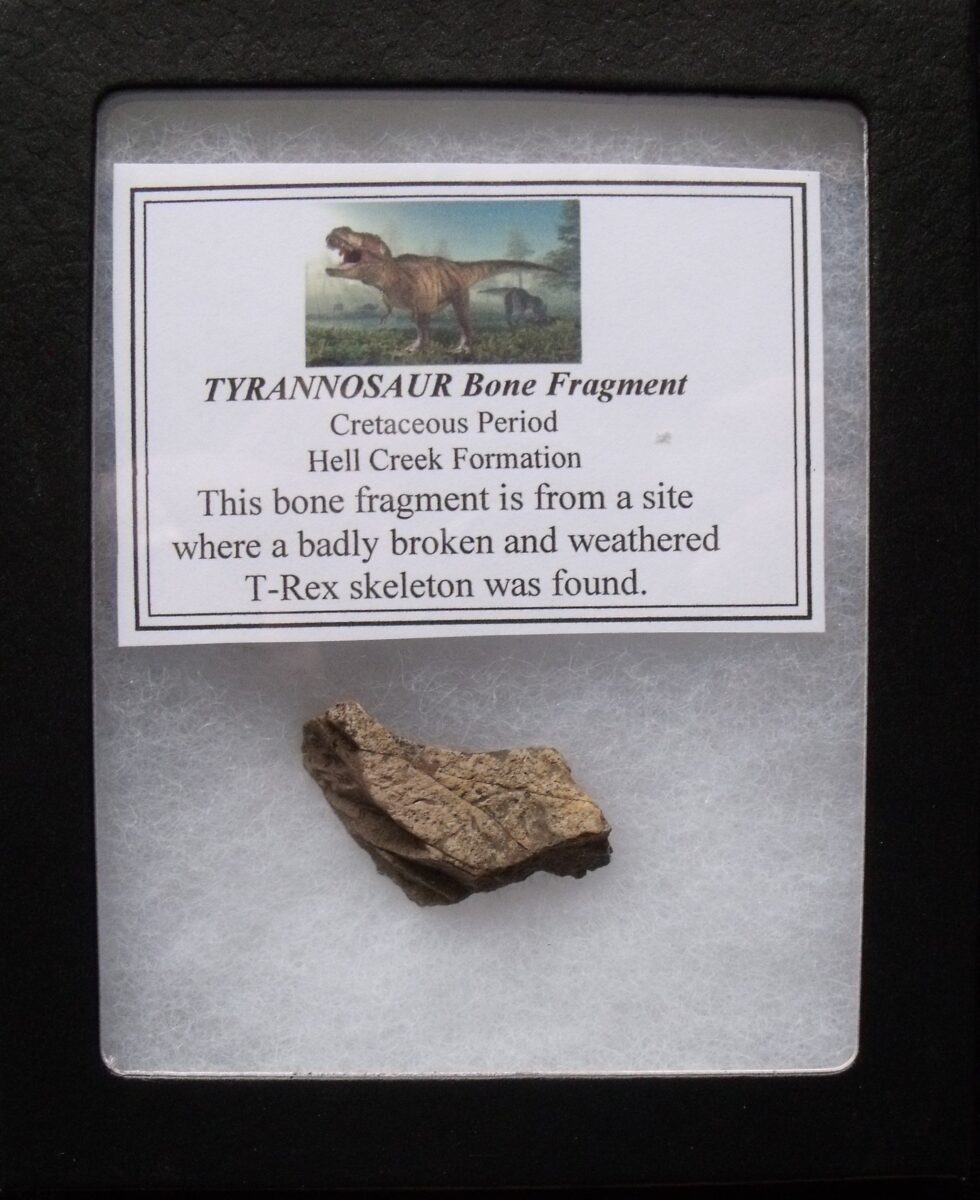 TYRANNOSAUR Bone Fragment
Cretaceous Period
Hell Creek Formation
This bone fragment is from a site
where a badly broken and weathered
T-Rex skeleton was found.